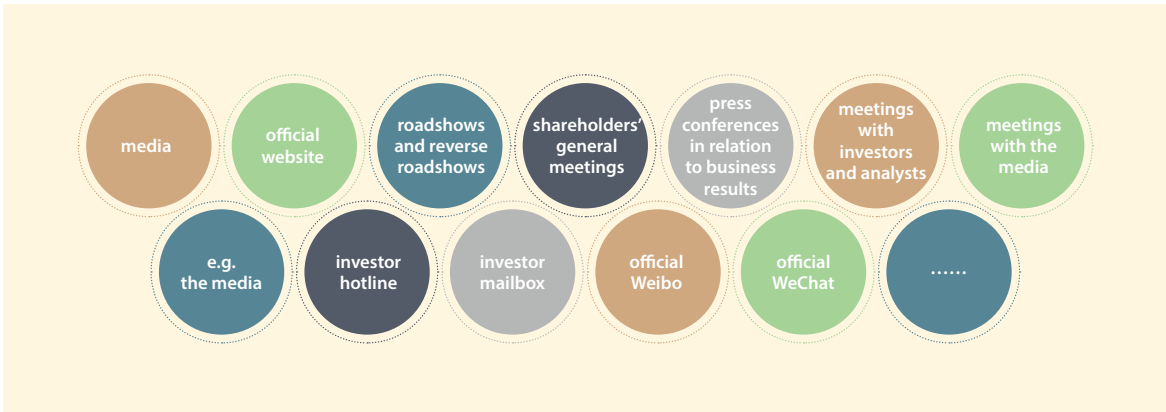 media
official
website
roadshows
and reverse
roadshows
shareholders’
general
meetings
press
conferences
in relation
to business
results
meetings
with
investors
and analysts
meetings
with the
media
e.g.
the media
investor
hotline
investor
mailbox
official
Weibo
official
WeChat
......